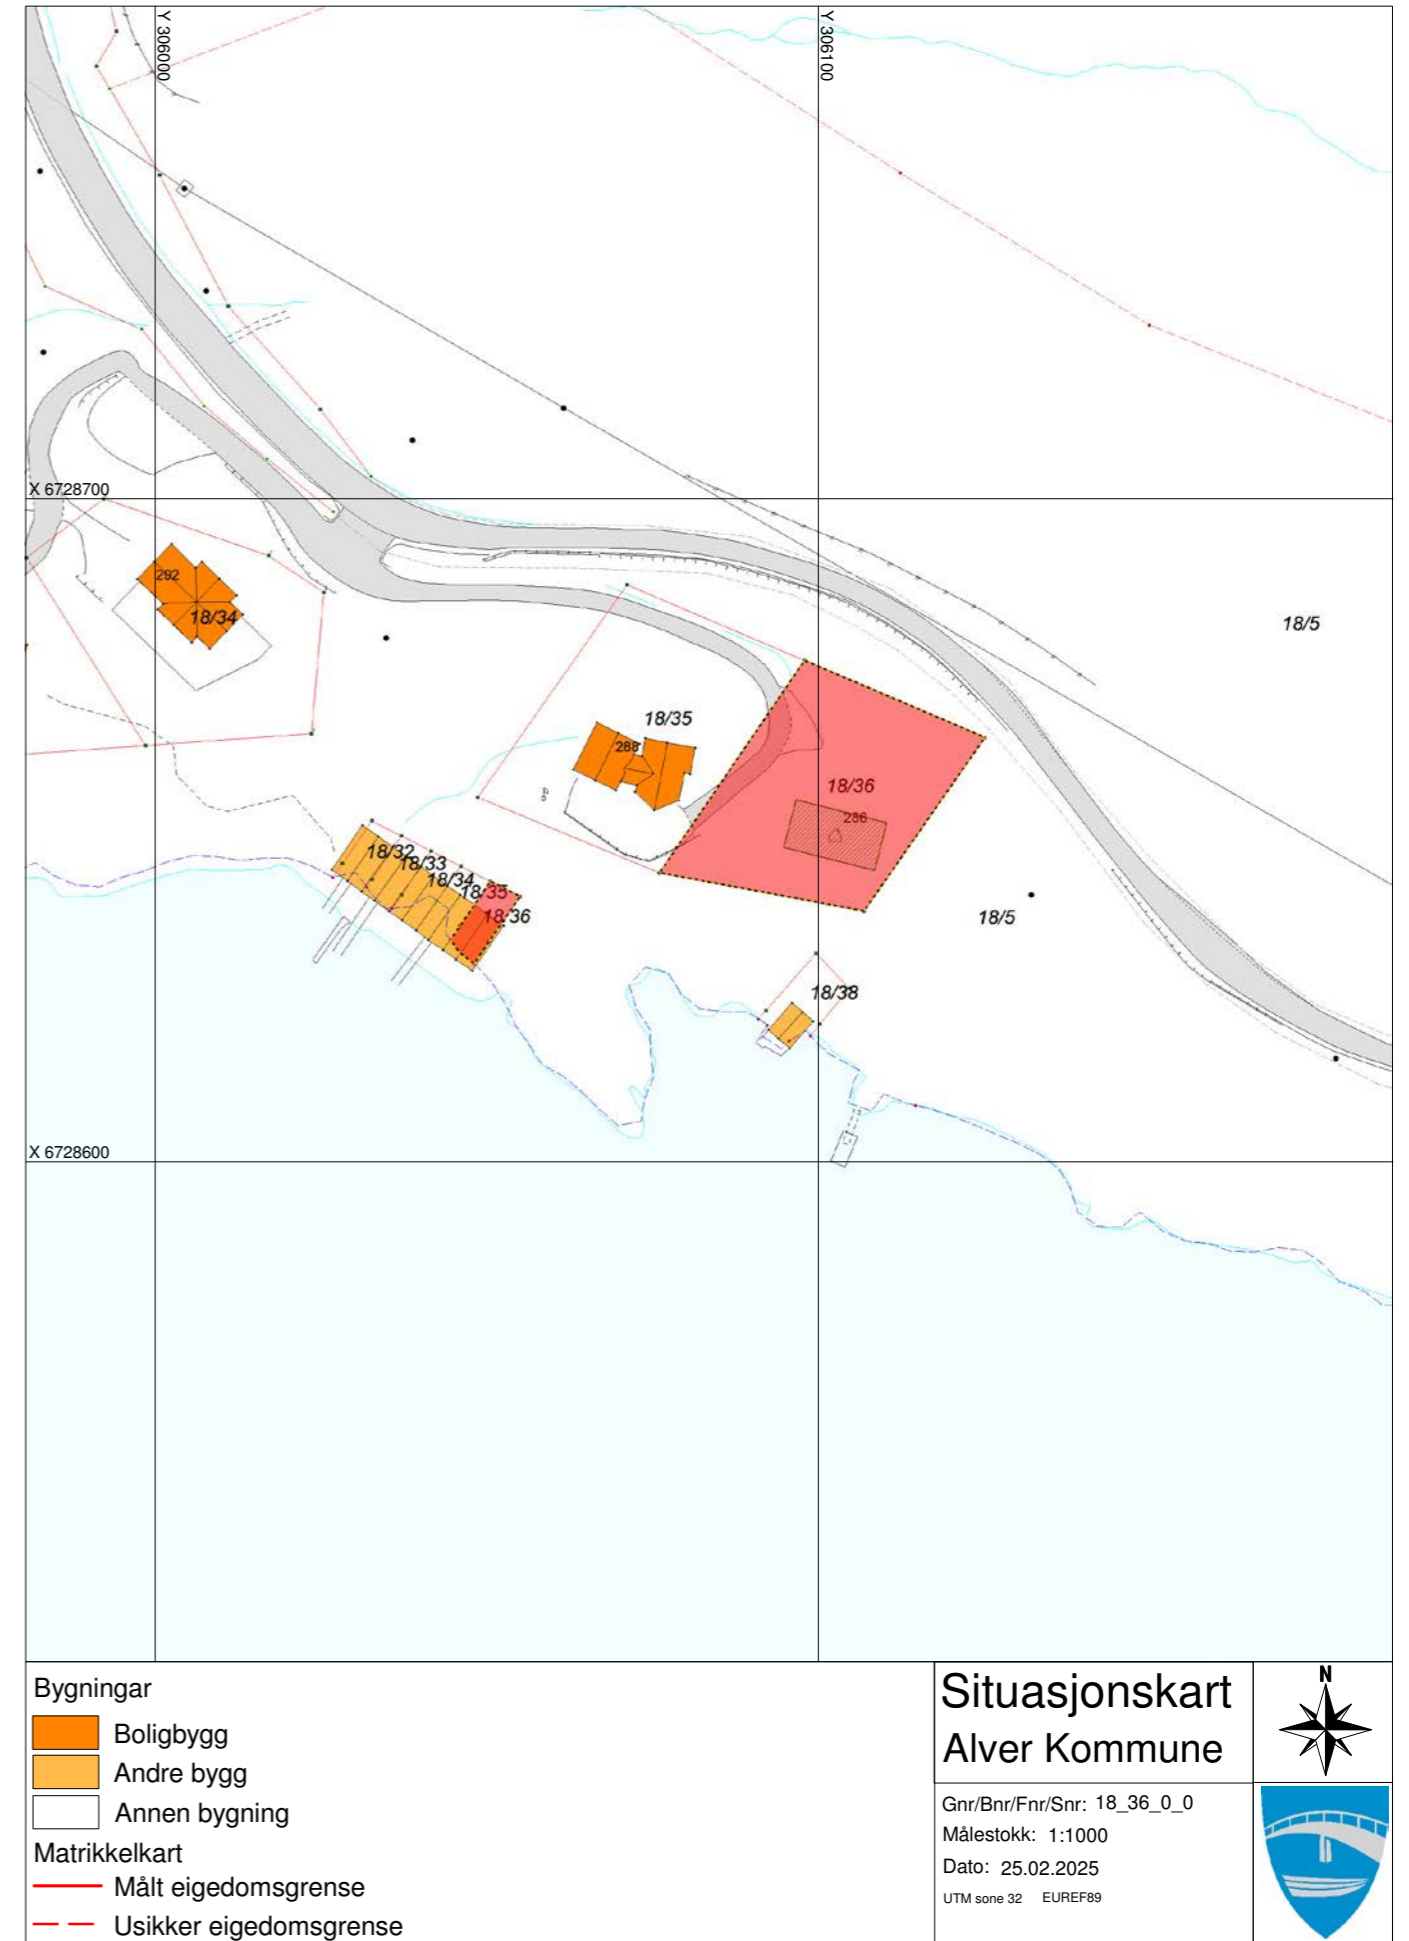 Y 306000
Y 306100
X 6728700
292
18/34
18/5
18/35
288
18/36
286
18/32
18/33
18/34
18/35
18/36
18/5
18/38
X 6728600
Bygningar
Boligbygg
Andre bygg
Annen bygning
Matrikkelkart
Målt eigedomsgrense
Usikker eigedomsgrense
Situasjonskart
Alver Kommune
N
Gnr/Bnr/Fnr/Snr: 18_36_0_0
Målestokk: 1:1000
Dato: 25.02.2025
UTM sone 32 EUREF89